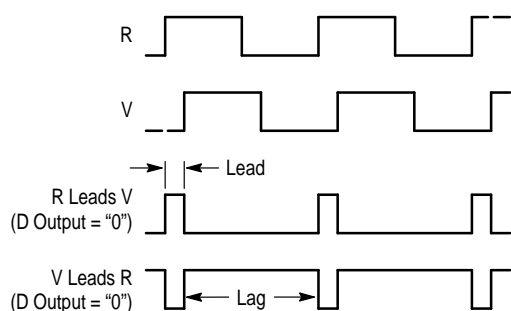 R
V
Lead
R Leads V
(D Output = “0”)
V Leads R
(D Output = “0”)
Lag